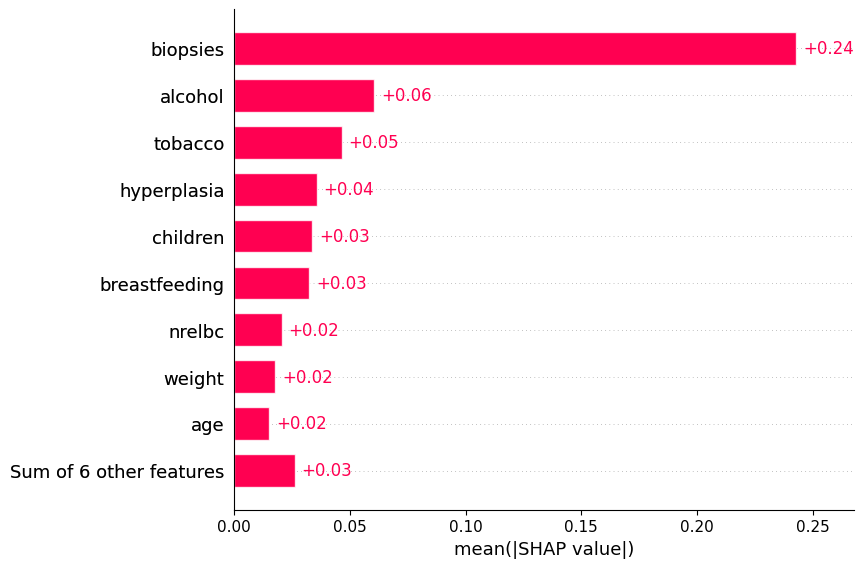 biopsies +0.24
alcohol +0.06
tobacco +0.05
hyperplasia +0.04
children +0.03
breastfeeding +0.03
nrelbc +0.02
weight +0.02
age +0.02
Sum of 6 other features +0.03
0.00 0.05 0.10 0.15 0.20 0.25
mean(|SHAP value|)